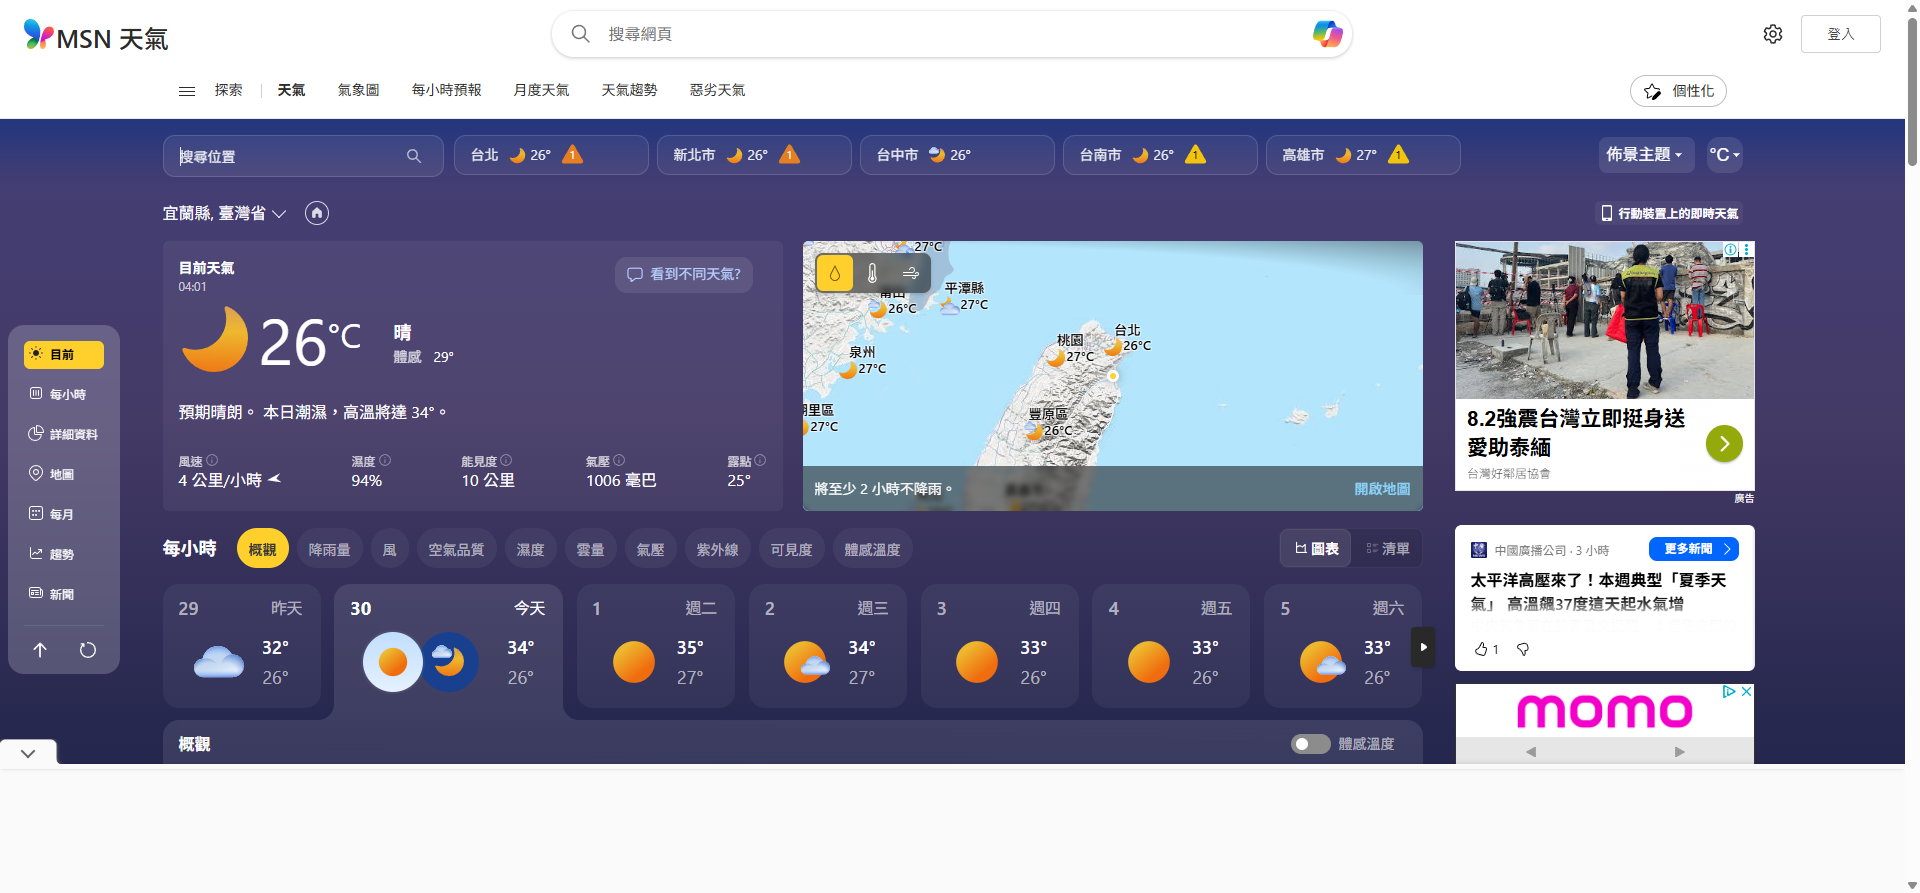 MSN 天氣
搜尋網頁
登入
探索
天氣
氣象圖
每小時預報
月度天氣
天氣趨勢
惡劣天氣
個性化
搜尋位置
台北 26° 1
新北市 26° 1
台中市 26°
台南市 26° 1
高雄市 27° 1
佈景主題
°C
宜蘭縣, 臺灣省
行動裝置上的即時天氣
目前天氣
04:01
看到不同天氣?
26°C
晴
體感 29°
預期晴朗。 本日潮濕，高溫將達 34°。
風速
4 公里/小時
濕度
94%
能見度
10 公里
氣壓
1006 毫巴
露點
25°
27°C
平潭縣
27°C
26°C
泉州
27°C
里區
27°C
桃園
27°C
台北
26°C
豐原區
26°C
將至少 2 小時不降雨。
開啟地圖
8.2強震台灣立即挺身送
愛助泰緬
台灣好鄰居協會
廣告
目前
每小時
詳細資料
地圖
每月
趨勢
新聞
每小時
概觀
降雨量
風
空氣品質
濕度
雲量
氣壓
紫外線
可見度
體感溫度
圖表
清單
29 昨天
32°
26°
30 今天
34°
26°
1 週二
35°
27°
2 週三
34°
27°
3 週四
33°
26°
4 週五
33°
26°
5 週六
33°
26°
概觀
體感溫度
中國廣播公司 · 3 小時
更多新聞
太平洋高壓來了！本週典型「夏季天
氣」 高溫飆37度這天起水氣增
1
momo